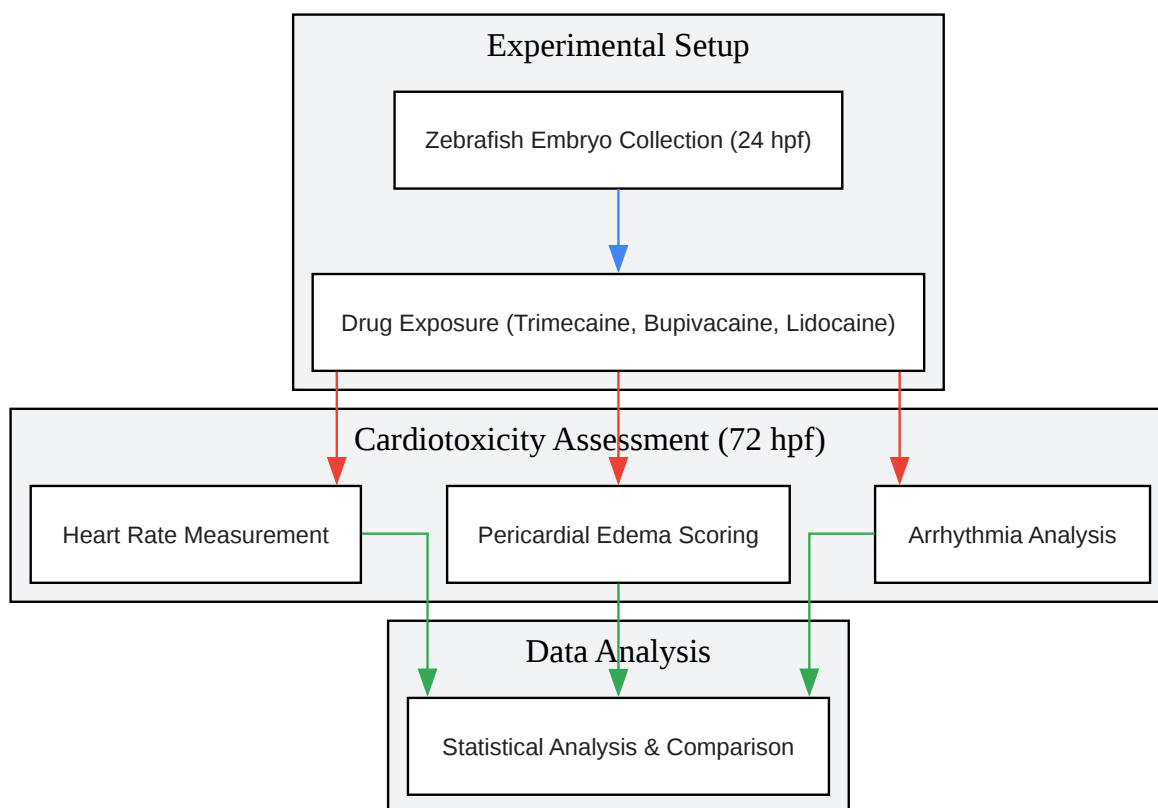 Experimental Setup
Zebrafish Embryo Collection (24 hpf)
Drug Exposure (Trimecaine, Bupivacaine, Lidocaine)
Cardiotoxicity Assessment (72 hpf)
Heart Rate Measurement
Pericardial Edema Scoring
Arrhythmia Analysis
Data Analysis
Statistical Analysis & Comparison